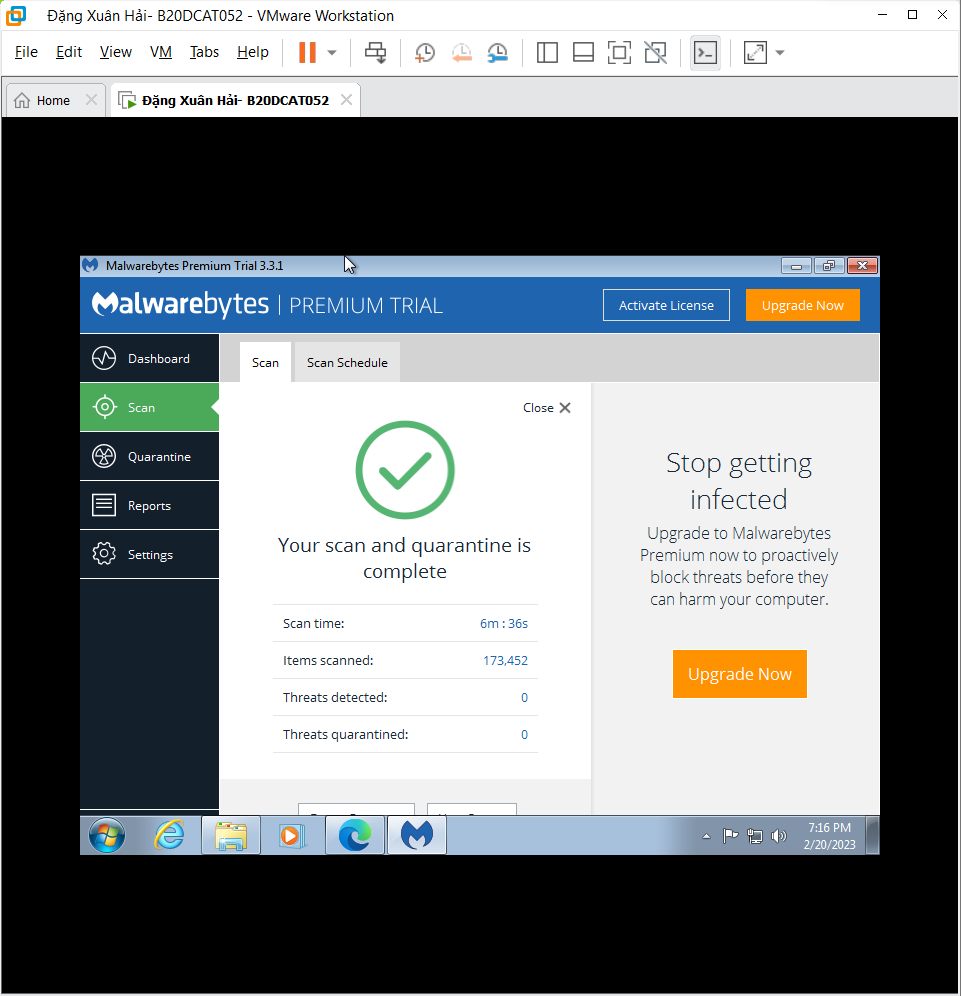 Đặng Xuân Hải- B20DCAT052 - VMware Workstation
File Edit View VM Tabs Help
Home Đặng Xuân Hải- B20DCAT052
Malwarebytes Premium Trial 3.3.1
Malwarebytes PREMIUM TRIAL Activate License Upgrade Now
Dashboard
Scan
Quarantine
Reports
Settings
Scan Scan Schedule
Close
Your scan and quarantine is
complete
Scan time: 6m : 36s
Items scanned: 173,452
Threats detected: 0
Threats quarantined: 0
Stop getting
infected
Upgrade to Malwarebytes
Premium now to proactively
block threats before they
can harm your computer.
Upgrade Now
7:16 PM
2/20/2023